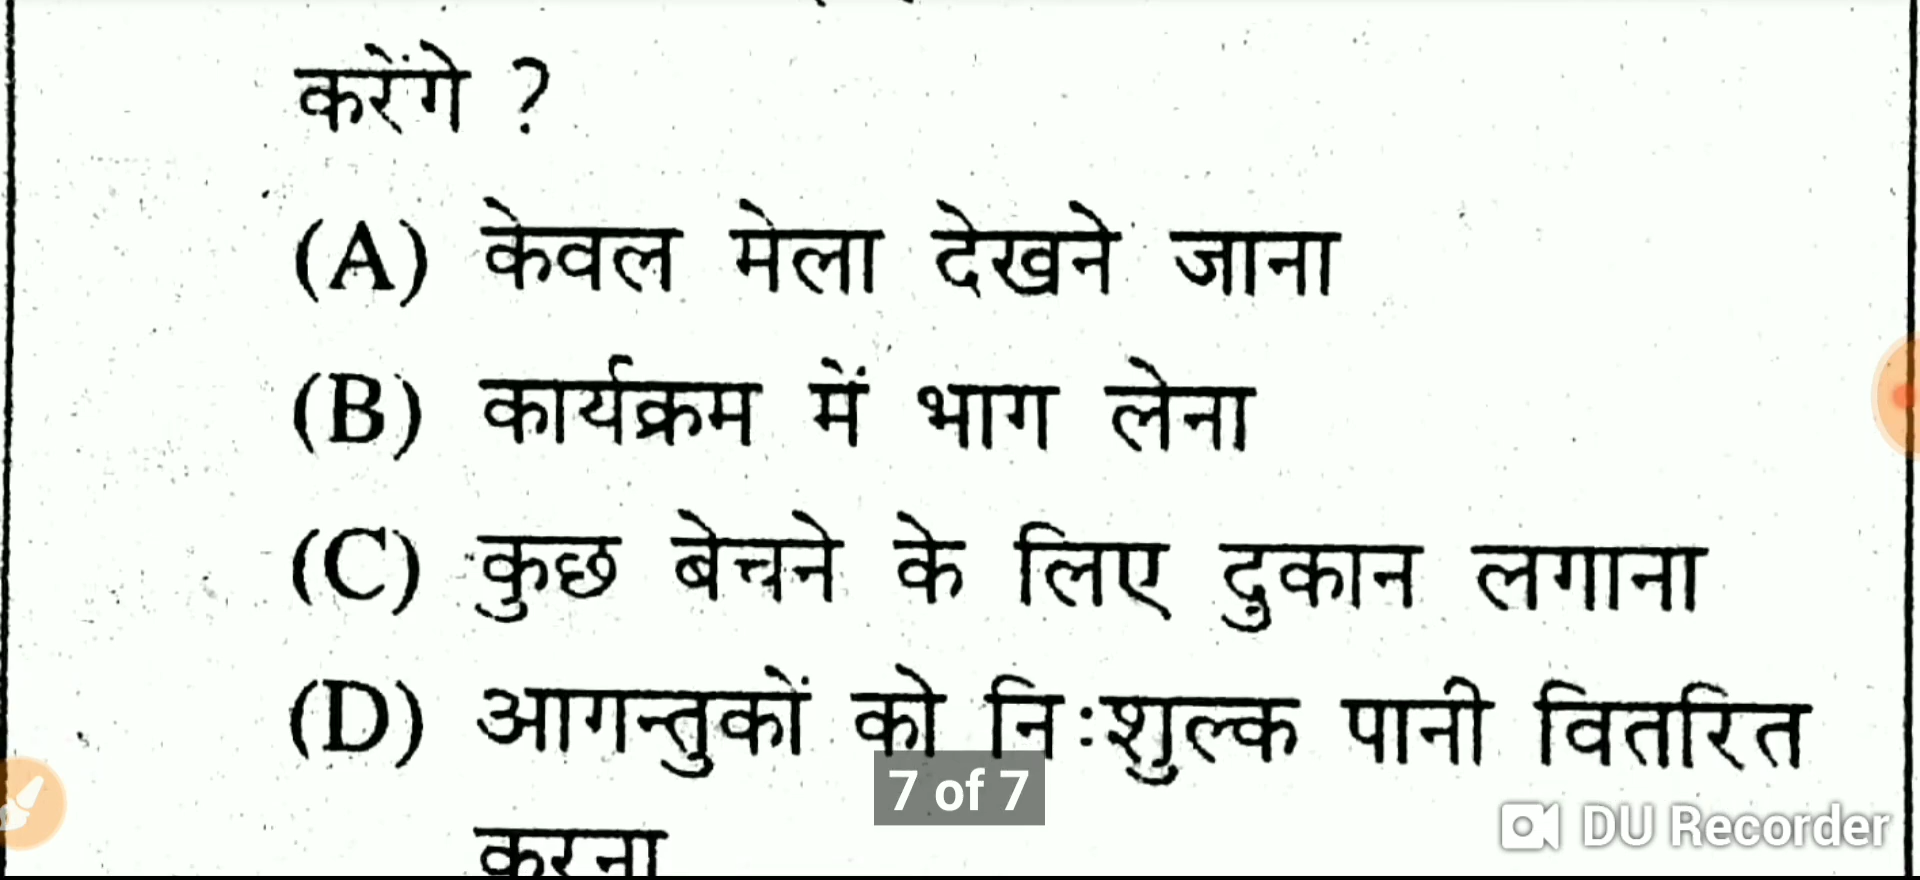 करेंगे ?
(A) केवल मेला देखने जाना
(B) कार्यक्रम में भाग लेना
(C) कुछ बेचने के लिए दुकान लगाना
(D) आगन्तुकों को निःशुल्क पानी वितरित
करना
7 of 7
DU Recorder